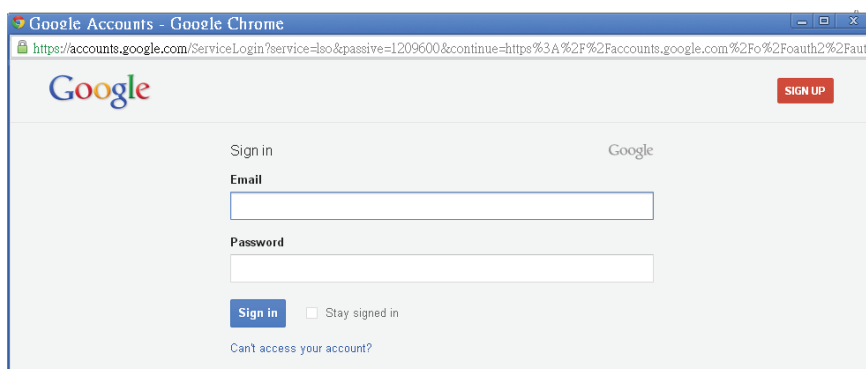 Google Accounts - Google Chrome
https://accounts.google.com/ServiceLogin?service=lso&passive=1209600&continue=https%3A%2F%2Faccounts.google.com%2Fo%2Foauth2%2Faut
Google
SIGN UP
Sign in
Google
Email
Password
Sign in
Stay signed in
Can't access your account?